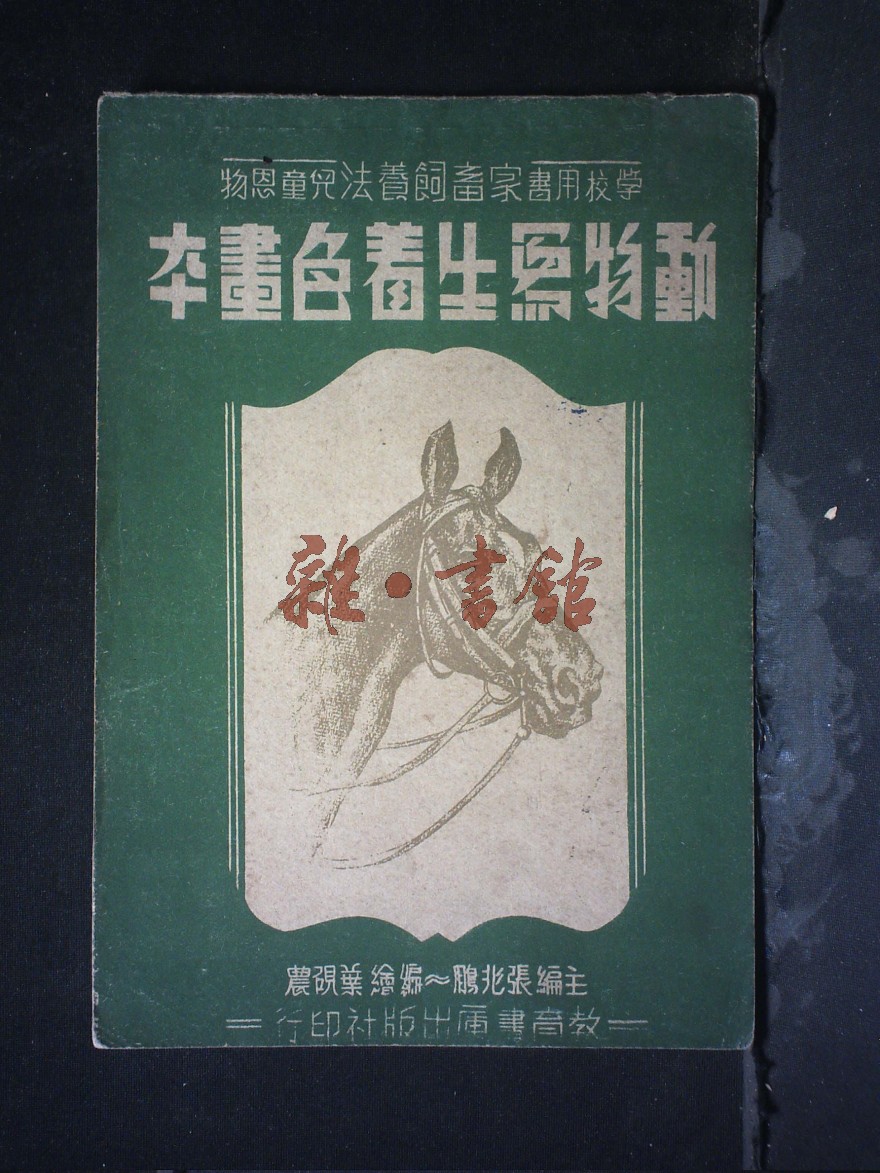 學校用書家畜飼養法兒童恩物
動物寫生着色畫本
雜·書館
主編張兆鵬～編繪葉硯農
＝教育書庫出版社印行＝